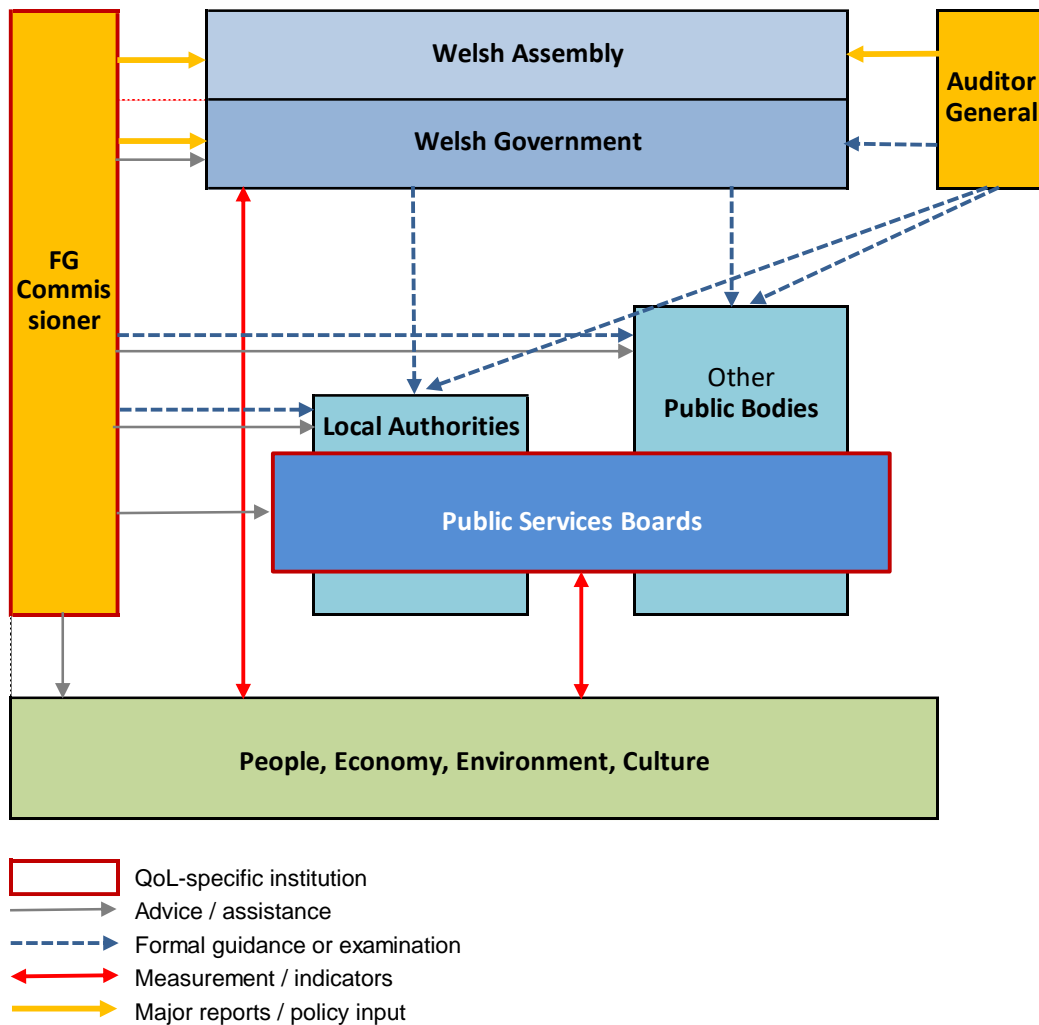 Welsh Assembly
Auditor
General
Welsh Government
FG
Commis
sioner
Other
Public Bodies
Local Authorities
Public Services Boards
People, Economy, Environment, Culture
QoL-specific institution
Advice / assistance
Formal guidance or examination
Measurement / indicators
Major reports / policy input